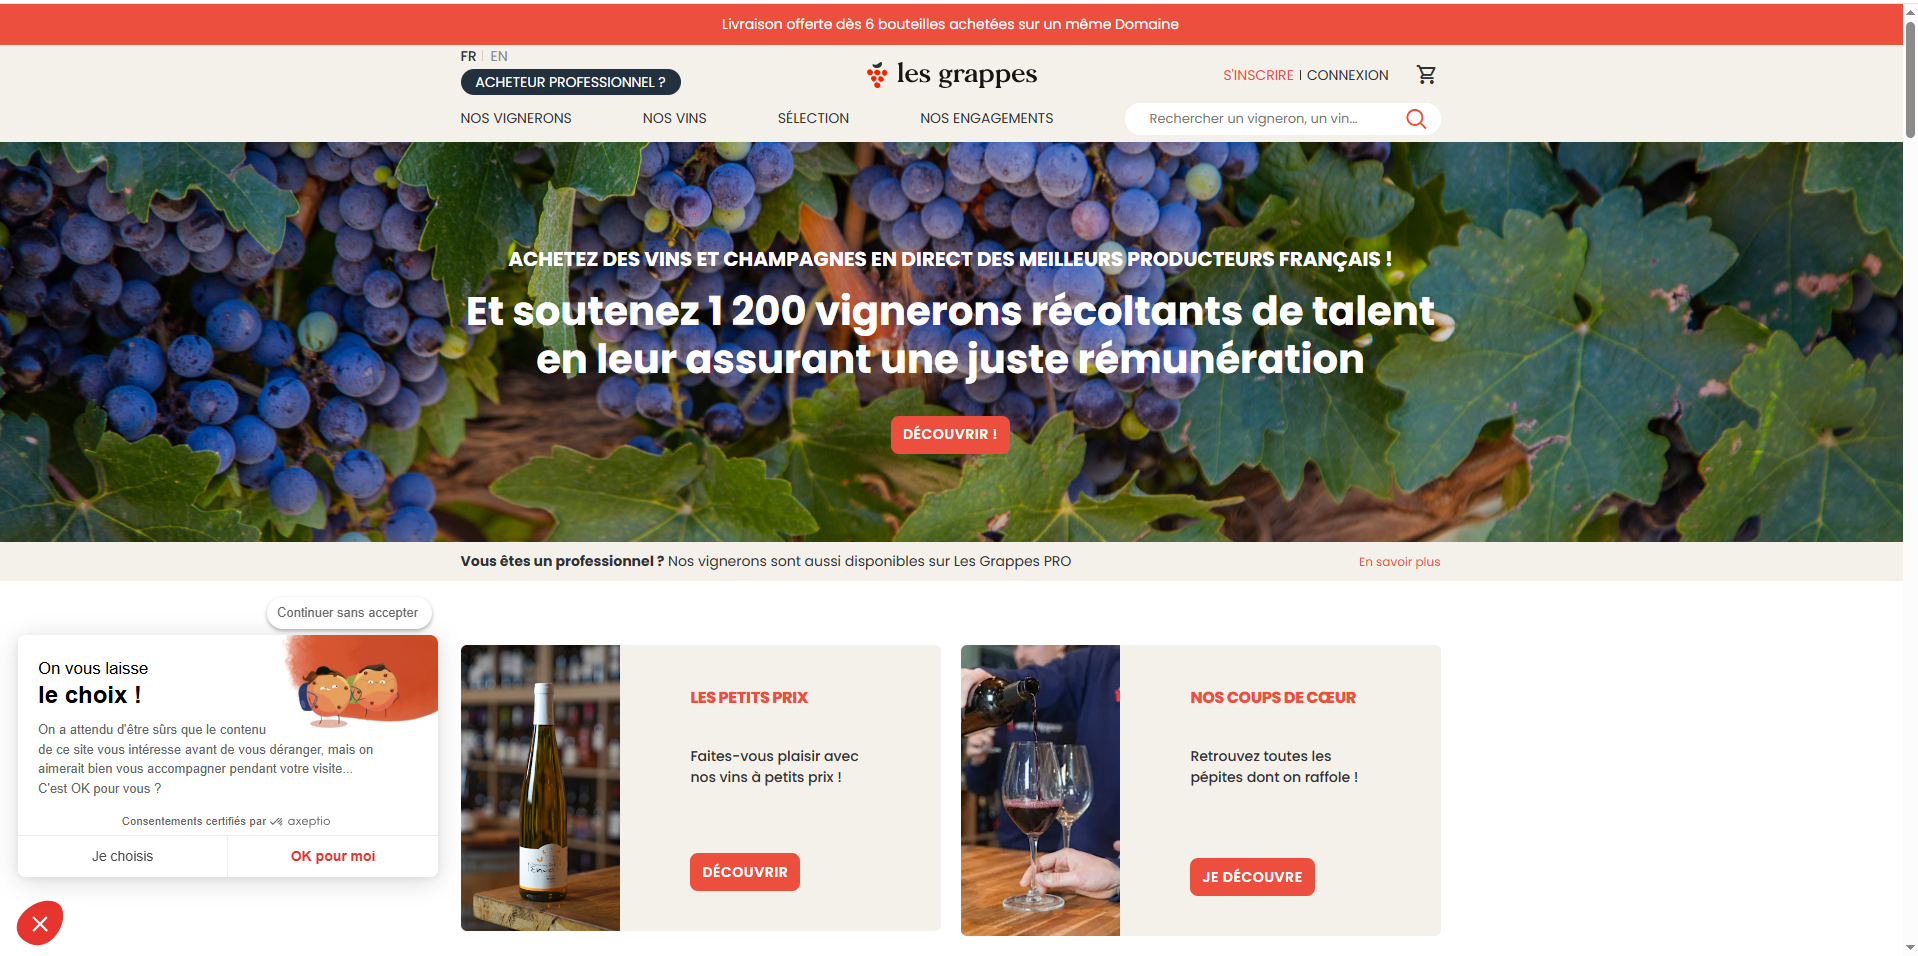 Livraison offerte dès 6 bouteilles achetées sur un même Domaine
FR | EN
ACHETEUR PROFESSIONNEL ?
les grappes
S'INSCRIRE | CONNEXION
NOS VIGNERONS
NOS VINS
SÉLECTION
NOS ENGAGEMENTS
Rechercher un vigneron, un vin...
ACHETEZ DES VINS ET CHAMPAGNES EN DIRECT DES MEILLEURS PRODUCTEURS FRANÇAIS !
Et soutenez 1 200 vignerons récoltants de talent
en leur assurant une juste rémunération
DÉCOUVRIR !
Vous êtes un professionnel ? Nos vignerons sont aussi disponibles sur Les Grappes PRO
En savoir plus
Continuer sans accepter
On vous laisse
le choix !
On a attendu d'être sûrs que le contenu
de ce site vous intéresse avant de vous déranger, mais on
aimerait bien vous accompagner pendant votre visite...
C'est OK pour vous ?
Consentements certifiés par axeptio
Je choisis
OK pour moi
LES PETITS PRIX
Faites-vous plaisir avec
nos vins à petits prix !
DÉCOUVRIR
NOS COUPS DE CŒUR
Retrouvez toutes les
pépites dont on raffole !
JE DÉCOUVRE